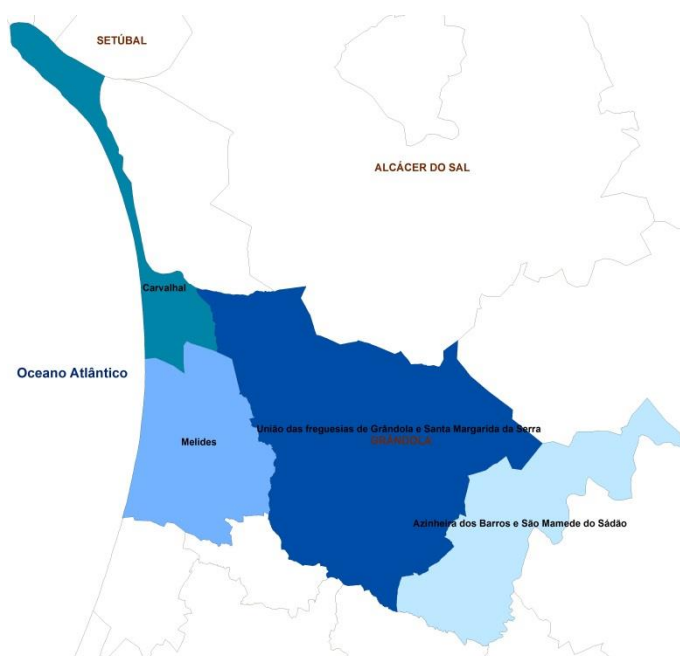 SETÚBAL
ALCÁCER DO SAL
Carvalhal
Oceano Atlântico
União das freguesias de Grândola e Santa Margarida da Serra
GRÂNDOLA
Melides
Azinheira dos Barros e São Mamede do Sádão